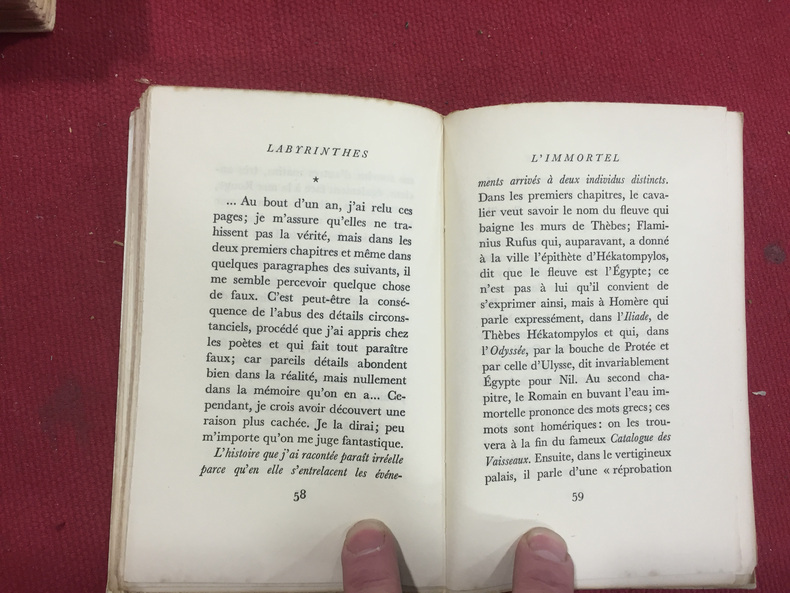 LABYRINTHES
*
... Au bout d'un an, j'ai relu ces
pages; je m'assure qu'elles ne tra-
hissent pas la vérité, mais dans les
deux premiers chapitres et même dans
quelques paragraphes des suivants, il
me semble percevoir quelque chose
de faux. C'est peut-être la consé-
quence de l'abus des détails circons-
tanciels, procédé que j'ai appris chez
les poètes et qui fait tout paraître
faux; car pareils détails abondent
bien dans la réalité, mais nullement
dans la mémoire qu'on en a... Ce-
pendant, je crois avoir découvert une
raison plus cachée. Je la dirai; peu
m'importe qu'on me juge fantastique.
L'histoire que j'ai racontée paraît irréelle
parce qu'en elle s'entrelacent les événe-
58
L'IMMORTEL
ments arrivés à deux individus distincts.
Dans les premiers chapitres, le cava-
lier veut savoir le nom du fleuve qui
baigne les murs de Thèbes; Flami-
nius Rufus qui, auparavant, a donné
à la ville l'épithète d'Hékatompylos,
dit que le fleuve est l'Égypte; ce
n'est pas à lui qu'il convient de
s'exprimer ainsi, mais à Homère qui
parle expressément, dans l'Iliade, de
Thèbes Hékatompylos et qui, dans
l'Odyssée, par la bouche de Protée et
par celle d'Ulysse, dit invariablement
Égypte pour Nil. Au second cha-
pitre, le Romain en buvant l'eau im-
mortelle prononce des mots grecs; ces
mots sont homériques: on les trou-
vera à la fin du fameux Catalogue des
Vaisseaux. Ensuite, dans le vertigineux
palais, il parle d'une « réprobation
59